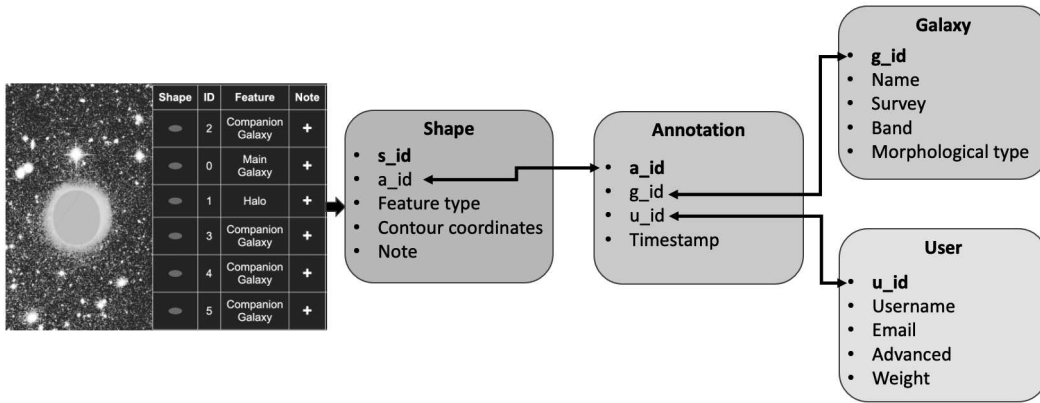 Shape ID Feature Note
2 Companion Galaxy +
0 Main Galaxy +
1 Halo +
3 Companion Galaxy +
4 Companion Galaxy +
5 Companion Galaxy +
Shape
• s_id
• a_id
• Feature type
• Contour coordinates
• Note
Annotation
• a_id
• g_id
• u_id
• Timestamp
Galaxy
• g_id
• Name
• Survey
• Band
• Morphological type
User
• u_id
• Username
• Email
• Advanced
• Weight